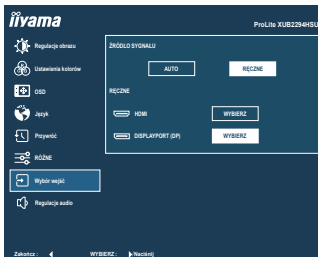 iiyama
ProLite XUB2294HSU
Regulacje obrazu
Ustawienia kolorów
OSD
Język
Przywróć
RÓŻNE
Wybór wejść
Regulacje audio
ŹRÓDŁO SYGNAŁU
AUTO RĘCZNE
RĘCZNE
HDMI WYBIERZ
DISPLAYPORT (DP) WYBIERZ
Zakończ : WYBIERZ : Naciśnij